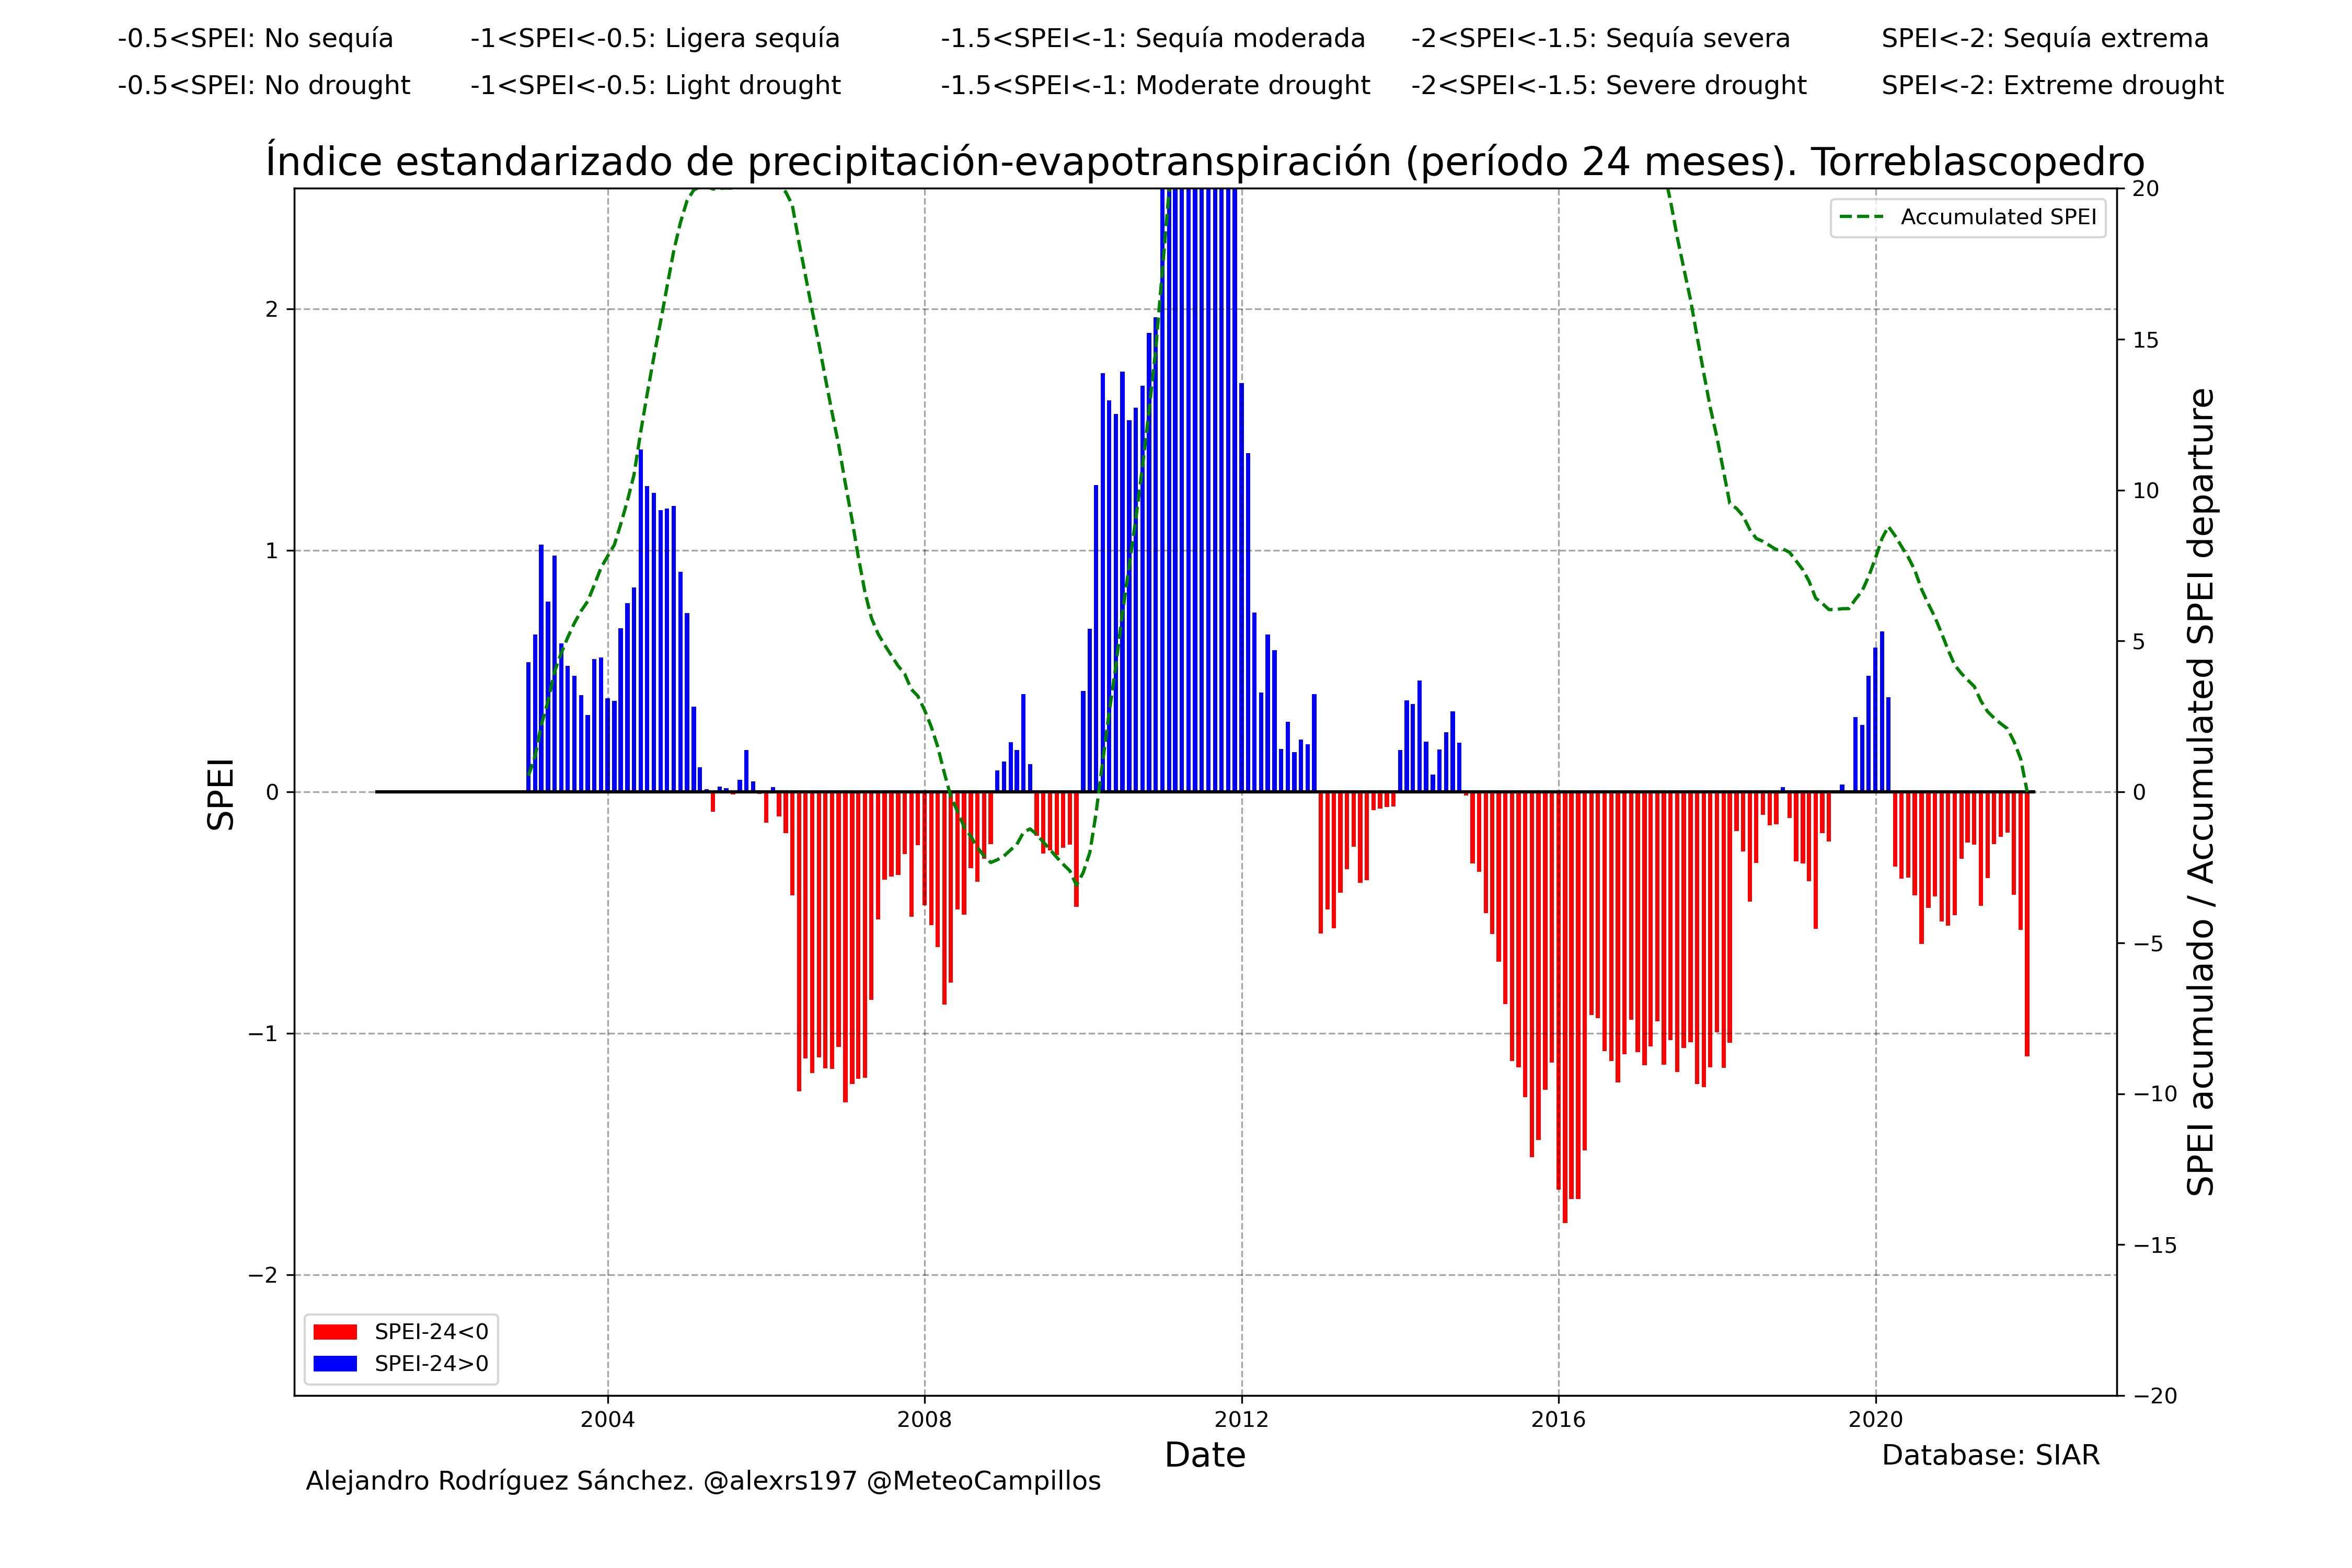 -0.5<SPEI: No sequía -1<SPEI<-0.5: Ligera sequía -1.5<SPEI<-1: Sequía moderada -2<SPEI<-1.5: Sequía severa SPEI<-2: Sequía extrema
-0.5<SPEI: No drought -1<SPEI<-0.5: Light drought -1.5<SPEI<-1: Moderate drought -2<SPEI<-1.5: Severe drought SPEI<-2: Extreme drought
Índice estandarizado de precipitación-evapotranspiración (período 24 meses). Torreblascopedro
Accumulated SPEI
SPEI
2
1
0
−1
−2
20
15
10
5
0
−5
−10
−15
−20
SPEI acumulado / Accumulated SPEI departure
SPEI-24<0
SPEI-24>0
2004 2008 2012 2016 2020
Date
Database: SIAR
Alejandro Rodríguez Sánchez. @alexrs197 @MeteoCampillos